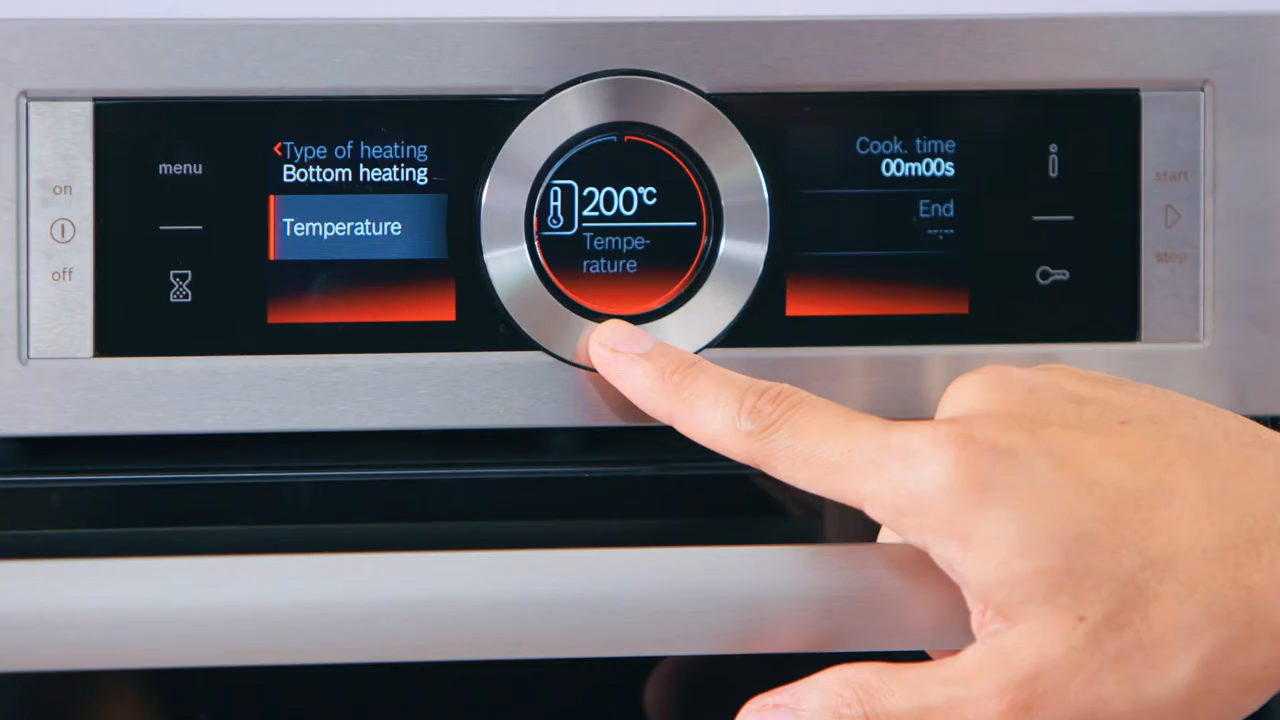 on
off
menu
Type of heating
Bottom heating
Temperature
200°C
Tempe-
rature
Cook. time
00m00s
End
--:--
start
stop